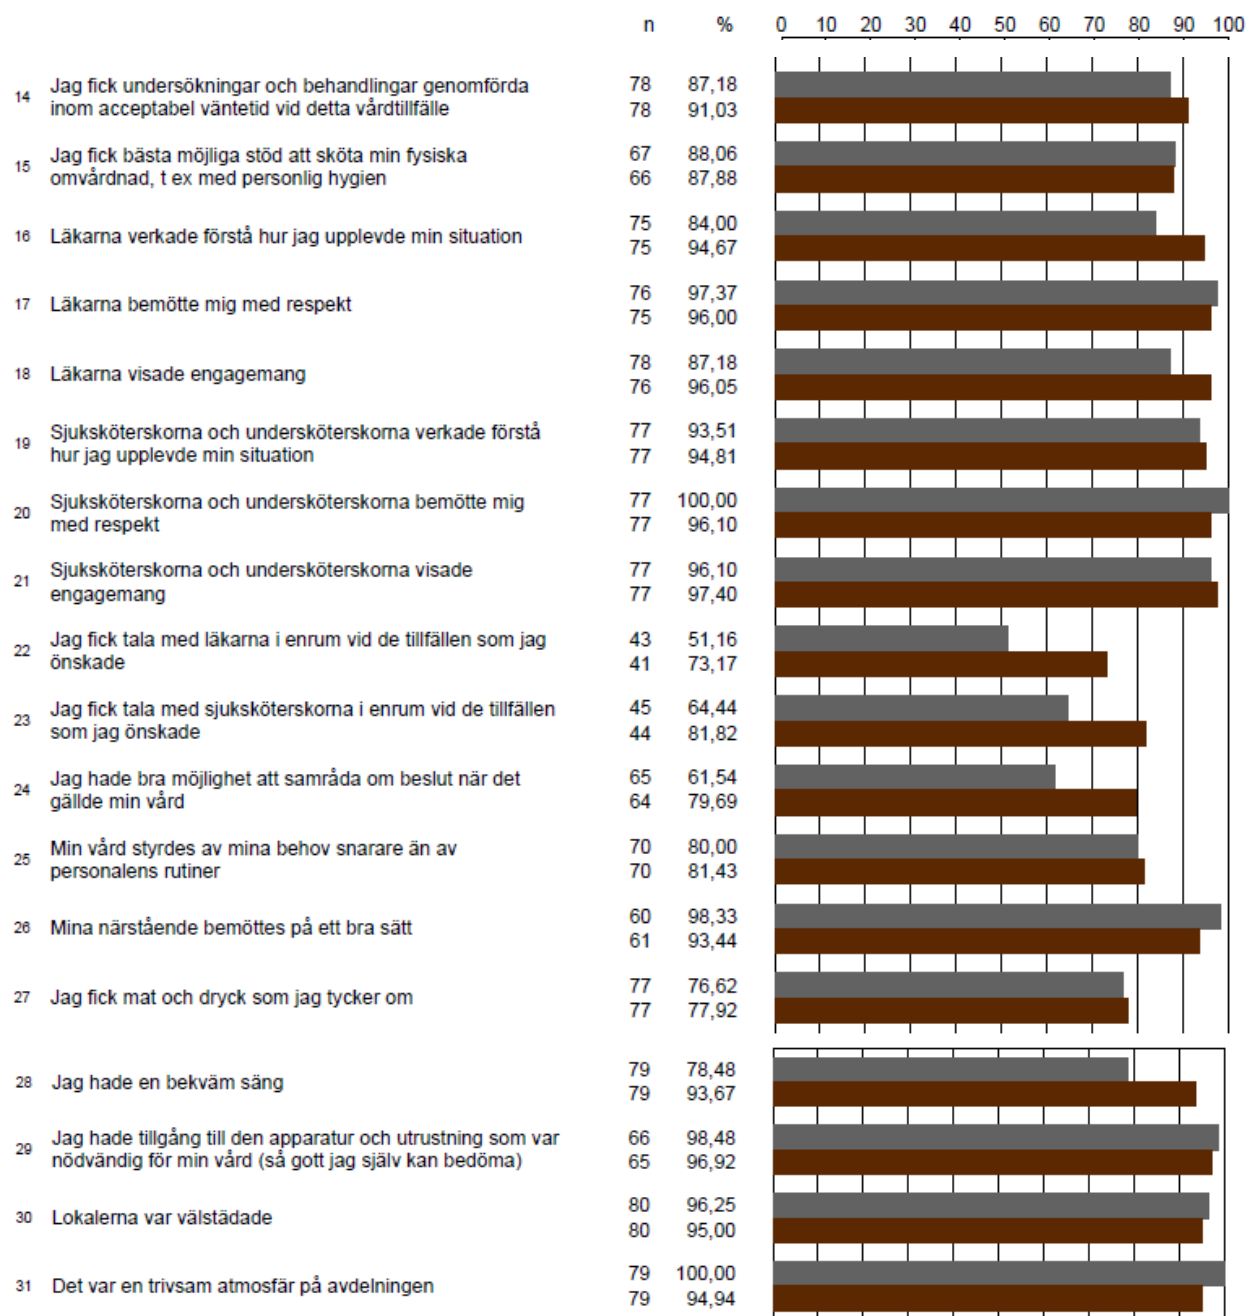 n % 0 10 20 30 40 50 60 70 80 90 100
14 Jag fick undersökningar och behandlingar genomförda 78 87,18
inom acceptabel väntetid vid detta vårdtillfälle 78 91,03
15 Jag fick bästa möjliga stöd att sköta min fysiska 67 88,06
omvårdnad, t ex med personlig hygien 66 87,88
16 Läkarna verkade förstå hur jag upplevde min situation 75 84,00
75 94,67
17 Läkarna bemötte mig med respekt 76 97,37
75 96,00
18 Läkarna visade engagemang 78 87,18
76 96,05
19 Sjuksköterskorna och undersköterskorna verkade förstå 77 93,51
hur jag upplevde min situation 77 94,81
20 Sjuksköterskorna och undersköterskorna bemötte mig 77 100,00
med respekt 77 96,10
21 Sjuksköterskorna och undersköterskorna visade 77 96,10
engagemang 77 97,40
22 Jag fick tala med läkarna i enrum vid de tillfällen som jag 43 51,16
önskade 41 73,17
23 Jag fick tala med sjuksköterskorna i enrum vid de tillfällen 45 64,44
som jag önskade 44 81,82
24 Jag hade bra möjlighet att samråda om beslut när det 65 61,54
gällde min vård 64 79,69
25 Min vård styrdes av mina behov snarare än av 70 80,00
personalens rutiner 70 81,43
26 Mina närstående bemöttes på ett bra sätt 60 98,33
61 93,44
27 Jag fick mat och dryck som jag tycker om 77 76,62
77 77,92
28 Jag hade en bekväm säng 79 78,48
79 93,67
29 Jag hade tillgång till den apparatur och utrustning som var 66 98,48
nödvändig för min vård (så gott jag själv kan bedöma) 65 96,92
30 Lokalerna var välstädade 80 96,25
80 95,00
31 Det var en trivsam atmosfär på avdelningen 79 100,00
79 94,94